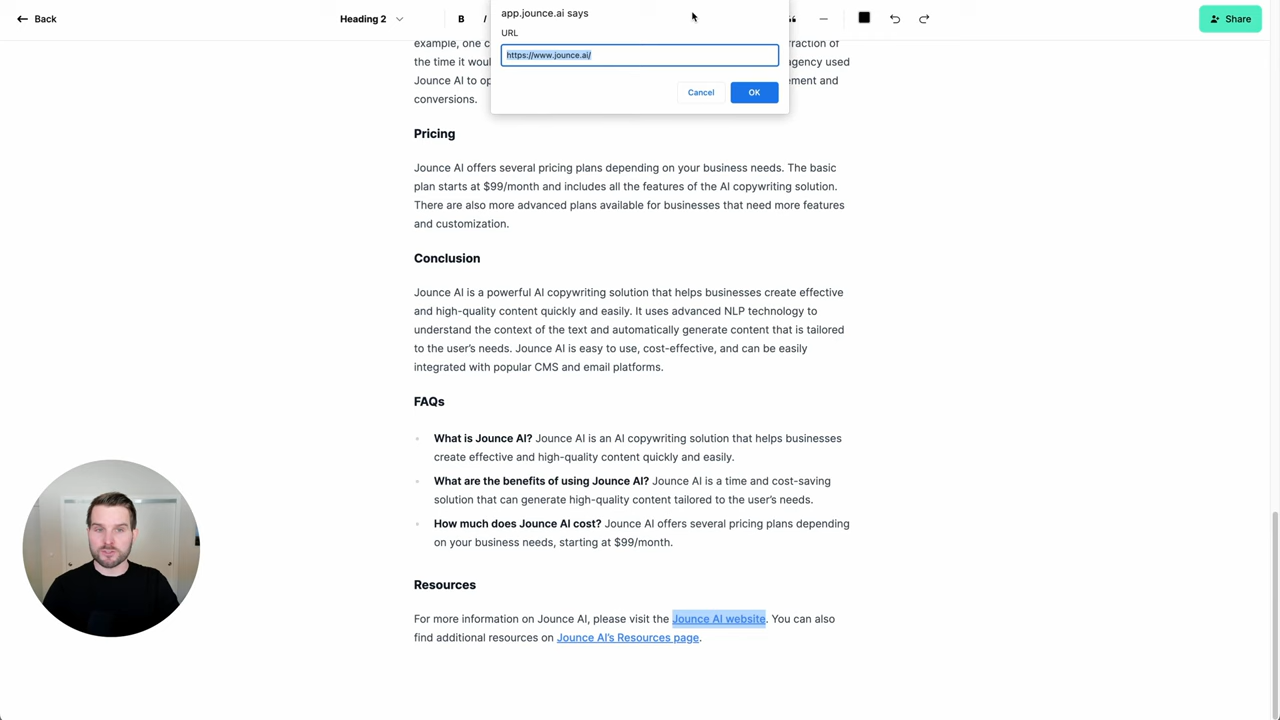 Back
Heading 2
B
I
app.jounce.ai says
URL
https://www.jounce.ai/
Cancel
OK
Share
example, one c
raction of
the time it woul
agency used
Jounce AI to op
ement and
conversions.
Pricing
Jounce AI offers several pricing plans depending on your business needs. The basic
plan starts at $99/month and includes all the features of the AI copywriting solution.
There are also more advanced plans available for businesses that need more features
and customization.
Conclusion
Jounce AI is a powerful AI copywriting solution that helps businesses create effective
and high-quality content quickly and easily. It uses advanced NLP technology to
understand the context of the text and automatically generate content that is tailored
to the user's needs. Jounce AI is easy to use, cost-effective, and can be easily
integrated with popular CMS and email platforms.
FAQs
What is Jounce AI? Jounce AI is an AI copywriting solution that helps businesses
create effective and high-quality content quickly and easily.
What are the benefits of using Jounce AI? Jounce AI is a time and cost-saving
solution that can generate high-quality content tailored to the user's needs.
How much does Jounce AI cost? Jounce AI offers several pricing plans depending
on your business needs, starting at $99/month.
Resources
For more information on Jounce AI, please visit the Jounce AI website. You can also
find additional resources on Jounce AI's Resources page.